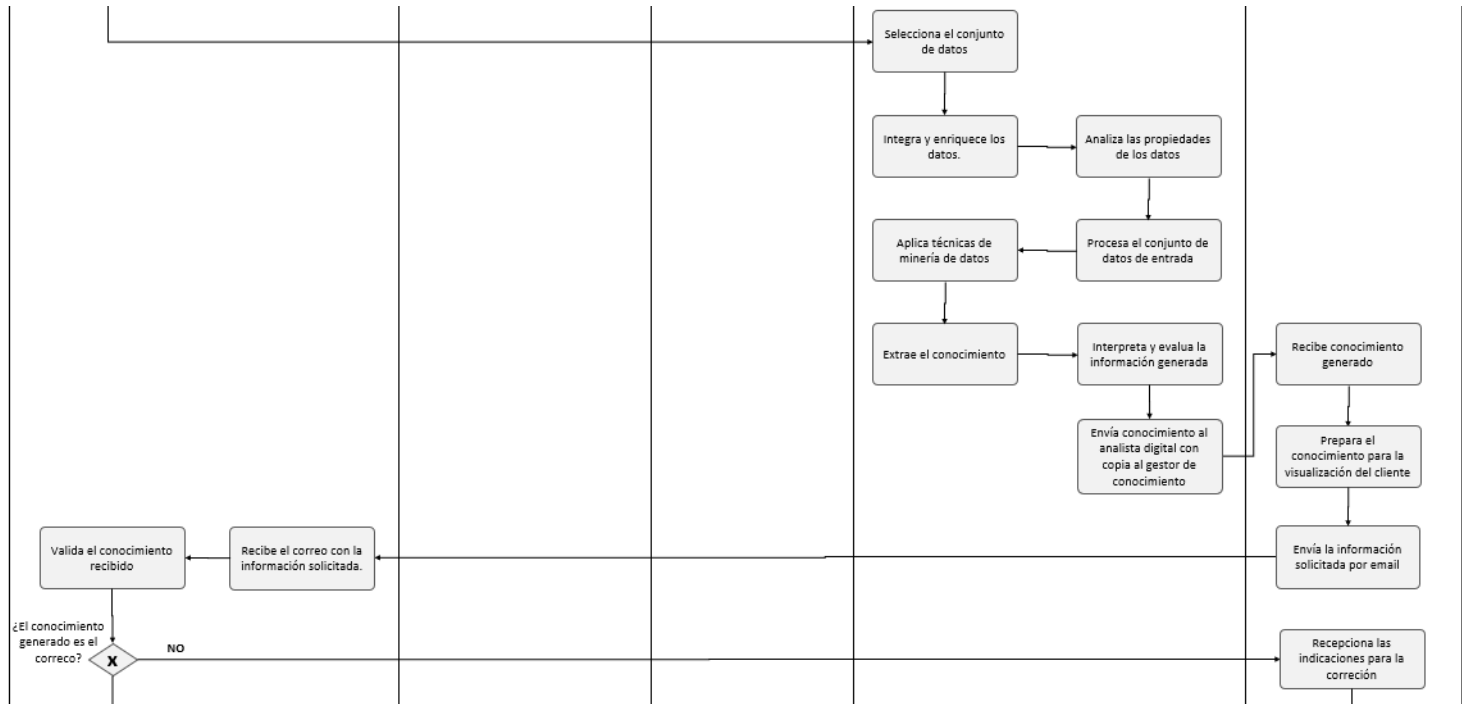 Selecciona el conjunto
de datos
Integra y enriquece los
datos.
Analiza las propiedades
de los datos
Aplica técnicas de
minería de datos
Procesa el conjunto de
datos de entrada
Extrae el conocimiento
Interpreta y evalua la
información generada
Recibe conocimiento
generado
Envía conocimiento al
analista digital con
copia al gestor de
conocimiento
Prepara el
conocimiento para la
visualización del cliente
Valida el conocimiento
recibido
Recibe el correo con la
información solicitada.
Envía la información
solicitada por email
¿El conocimiento
generado es el
correco?
X
NO
Recepciona las
indicaciones para la
correción